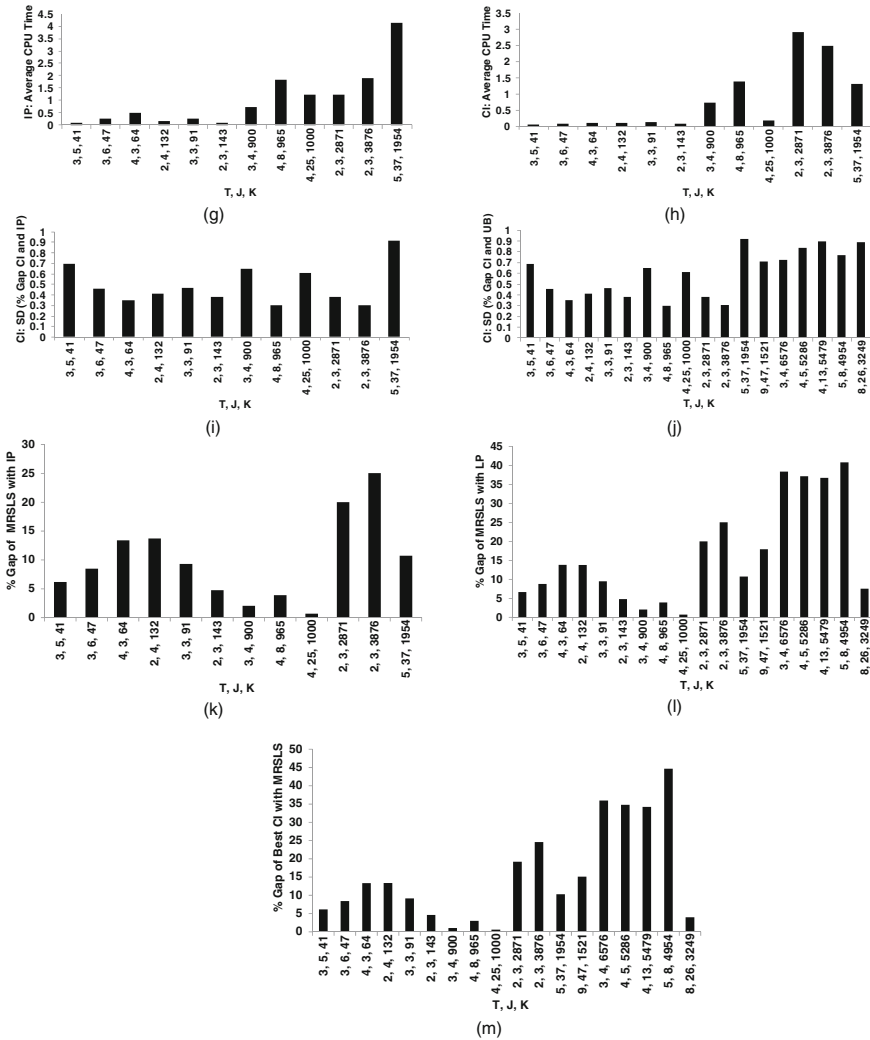 IP: Average CPU Time
4.5
4
3.5
3
2.5
2
1.5
1
0.5
0
3, 5, 41
3, 6, 47
4, 3, 64
2, 4, 132
3, 3, 91
2, 3, 143
3, 4, 900
4, 8, 965
4, 25, 1000
2, 3, 2871
2, 3, 3876
5, 37, 1954
T, J, K
(g)
CI: Average CPU Time
3.5
3
2.5
2
1.5
1
0.5
0
3, 5, 41
3, 6, 47
4, 3, 64
2, 4, 132
3, 3, 91
2, 3, 143
3, 4, 900
4, 8, 965
4, 25, 1000
2, 3, 2871
2, 3, 3876
5, 37, 1954
T, J, K
(h)
CI: SD (% Gap CI and IP)
1
0.9
0.8
0.7
0.6
0.5
0.4
0.3
0.2
0.1
0
3, 5, 41
3, 6, 47
4, 3, 64
2, 4, 132
3, 3, 91
2, 3, 143
3, 4, 900
4, 8, 965
4, 25, 1000
2, 3, 2871
2, 3, 3876
5, 37, 1954
T, J, K
(i)
CI: SD (% Gap CI and UB)
1
0.9
0.8
0.7
0.6
0.5
0.4
0.3
0.2
0.1
0
3, 5, 41
3, 6, 47
4, 3, 64
2, 4, 132
3, 3, 91
2, 3, 143
3, 4, 900
4, 8, 965
4, 25, 1000
2, 3, 2871
2, 3, 3876
5, 37, 1954
9, 47, 1521
3, 4, 6576
4, 5, 5286
4, 13, 5479
5, 8, 4954
8, 26, 3249
T, J, K
(j)
% Gap of MRSLS with IP
30
25
20
15
10
5
0
3, 5, 41
3, 6, 47
4, 3, 64
2, 4, 132
3, 3, 91
2, 3, 143
3, 4, 900
4, 8, 965
4, 25, 1000
2, 3, 2871
2, 3, 3876
5, 37, 1954
T, J, K
(k)
% Gap of MRSLS with LP
45
40
35
30
25
20
15
10
5
0
3, 5, 41
3, 6, 47
4, 3, 64
2, 4, 132
3, 3, 91
2, 3, 143
3, 4, 900
4, 8, 965
4, 25, 1000
2, 3, 2871
2, 3, 3876
5, 37, 1954
9, 47, 1521
3, 4, 6576
4, 5, 5286
4, 13, 5479
5, 8, 4954
8, 26, 3249
T, J, K
(l)
% Gap of Best CI with MRSLS
50
45
40
35
30
25
20
15
10
5
0
3, 5, 41
3, 6, 47
4, 3, 64
2, 4, 132
3, 3, 91
2, 3, 143
3, 4, 900
4, 8, 965
4, 25, 1000
2, 3, 2871
2, 3, 3876
5, 37, 1954
9, 47, 1521
3, 4, 6576
4, 5, 5286
4, 13, 5479
5, 8, 4954
8, 26, 3249
T, J, K
(m)